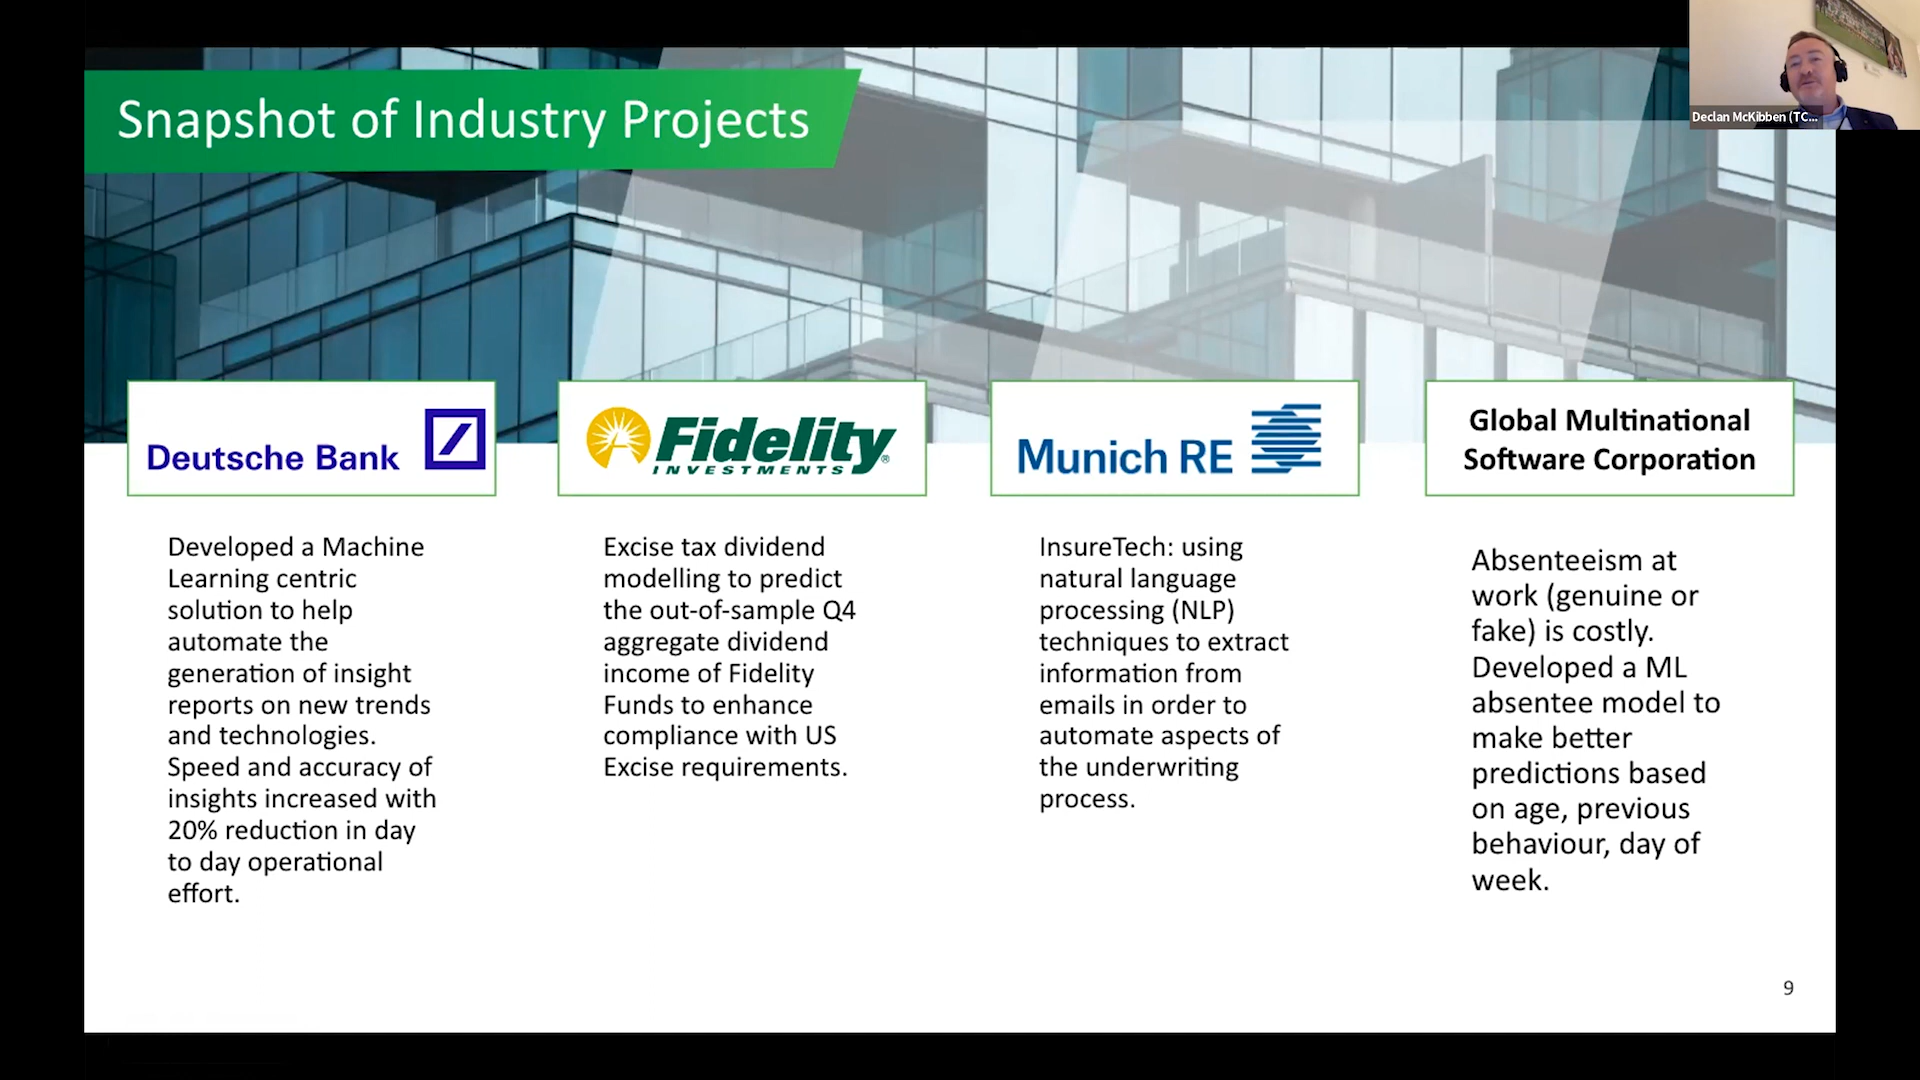 Snapshot of Industry Projects
Declan McKibben (TC...
Deutsche Bank
Developed a Machine
Learning centric
solution to help
automate the
generation of insight
reports on new trends
and technologies.
Speed and accuracy of
insights increased with
20% reduction in day
to day operational
effort.
Fidelity
INVESTMENTS®
Excise tax dividend
modelling to predict
the out-of-sample Q4
aggregate dividend
income of Fidelity
Funds to enhance
compliance with US
Excise requirements.
Munich RE
InsureTech: using
natural language
processing (NLP)
techniques to extract
information from
emails in order to
automate aspects of
the underwriting
process.
Global Multinational
Software Corporation
Absenteeism at
work (genuine or
fake) is costly.
Developed a ML
absentee model to
make better
predictions based
on age, previous
behaviour, day of
week.
9